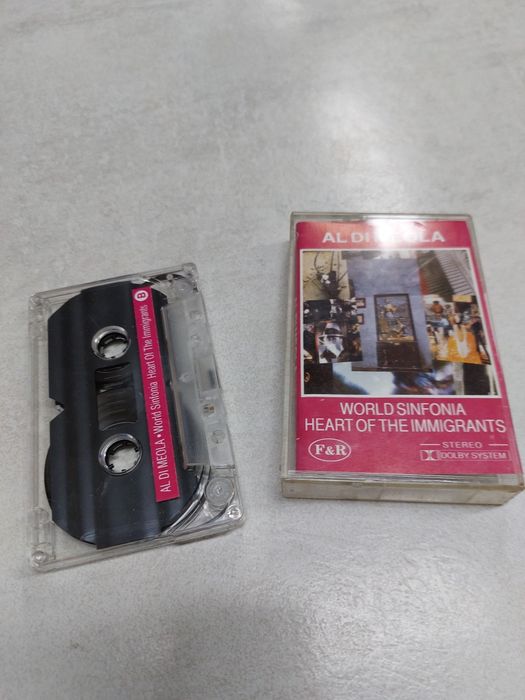 AL DI MEOLA
WORLD SINFONIA
HEART OF THE IMMIGRANTS
F&R
STEREO
DOLBY SYSTEM
AL DI MEOLA • World Sinfonia Heart Of The Immigrants B